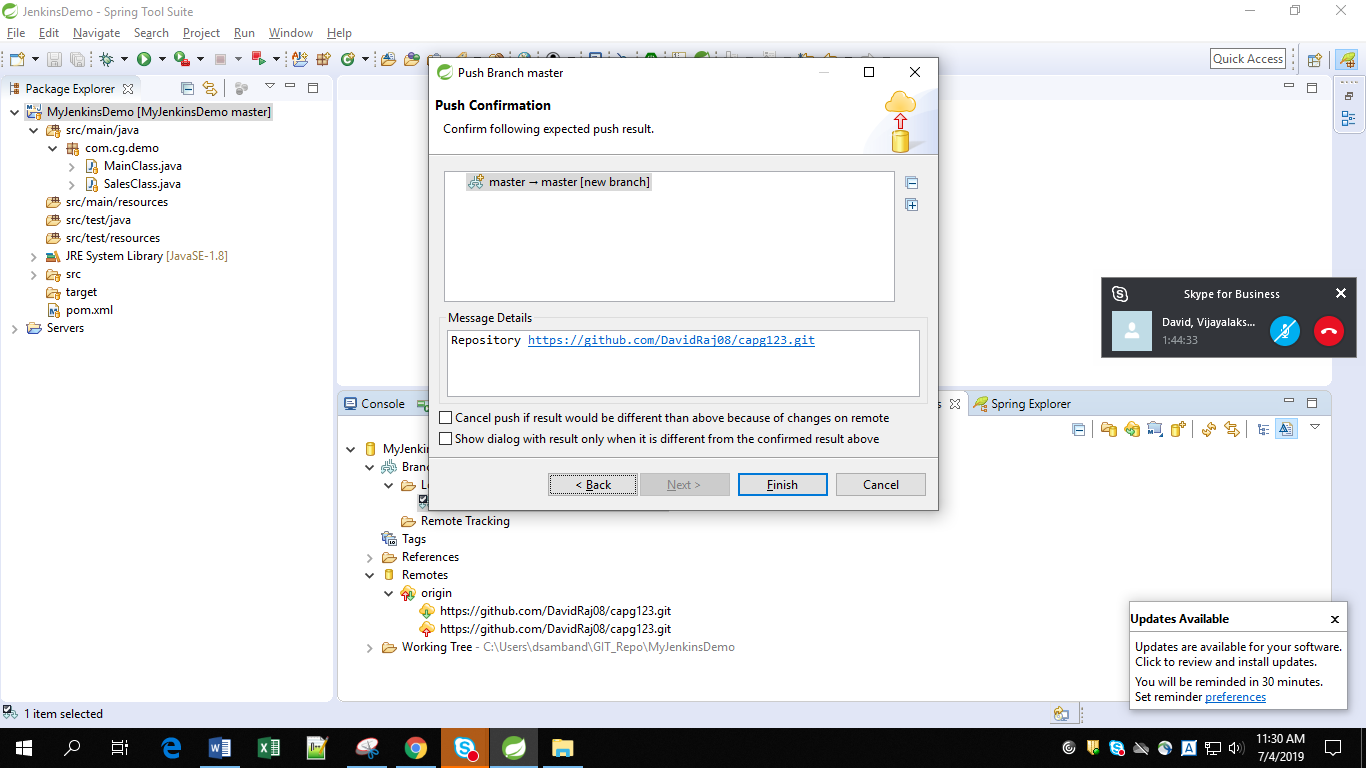 JenkinsDemo - Spring Tool Suite
File Edit Navigate Search Project Run Window Help
Quick Access
Package Explorer
MyJenkinsDemo [MyJenkinsDemo master]
src/main/java
com.cg.demo
MainClass.java
SalesClass.java
src/main/resources
src/test/java
src/test/resources
JRE System Library [JavaSE-1.8]
src
target
pom.xml
Servers
Push Branch master
Push Confirmation
Confirm following expected push result.
master → master [new branch]
Message Details
Repository https://github.com/DavidRaj08/capg123.git
Cancel push if result would be different than above because of changes on remote
Show dialog with result only when it is different from the confirmed result above
< Back Next > Finish Cancel
Skype for Business
David, Vijayalaks...
1:44:33
Console
Spring Explorer
MyJenkin
Branc
Remote Tracking
Tags
References
Remotes
origin
https://github.com/DavidRaj08/capg123.git
https://github.com/DavidRaj08/capg123.git
Working Tree - C:\Users\dsamband\GIT_Repo\MyJenkinsDemo
Updates Available
Updates are available for your software.
Click to review and install updates.
You will be reminded in 30 minutes.
Set reminder preferences
1 item selected
11:30 AM
7/4/2019